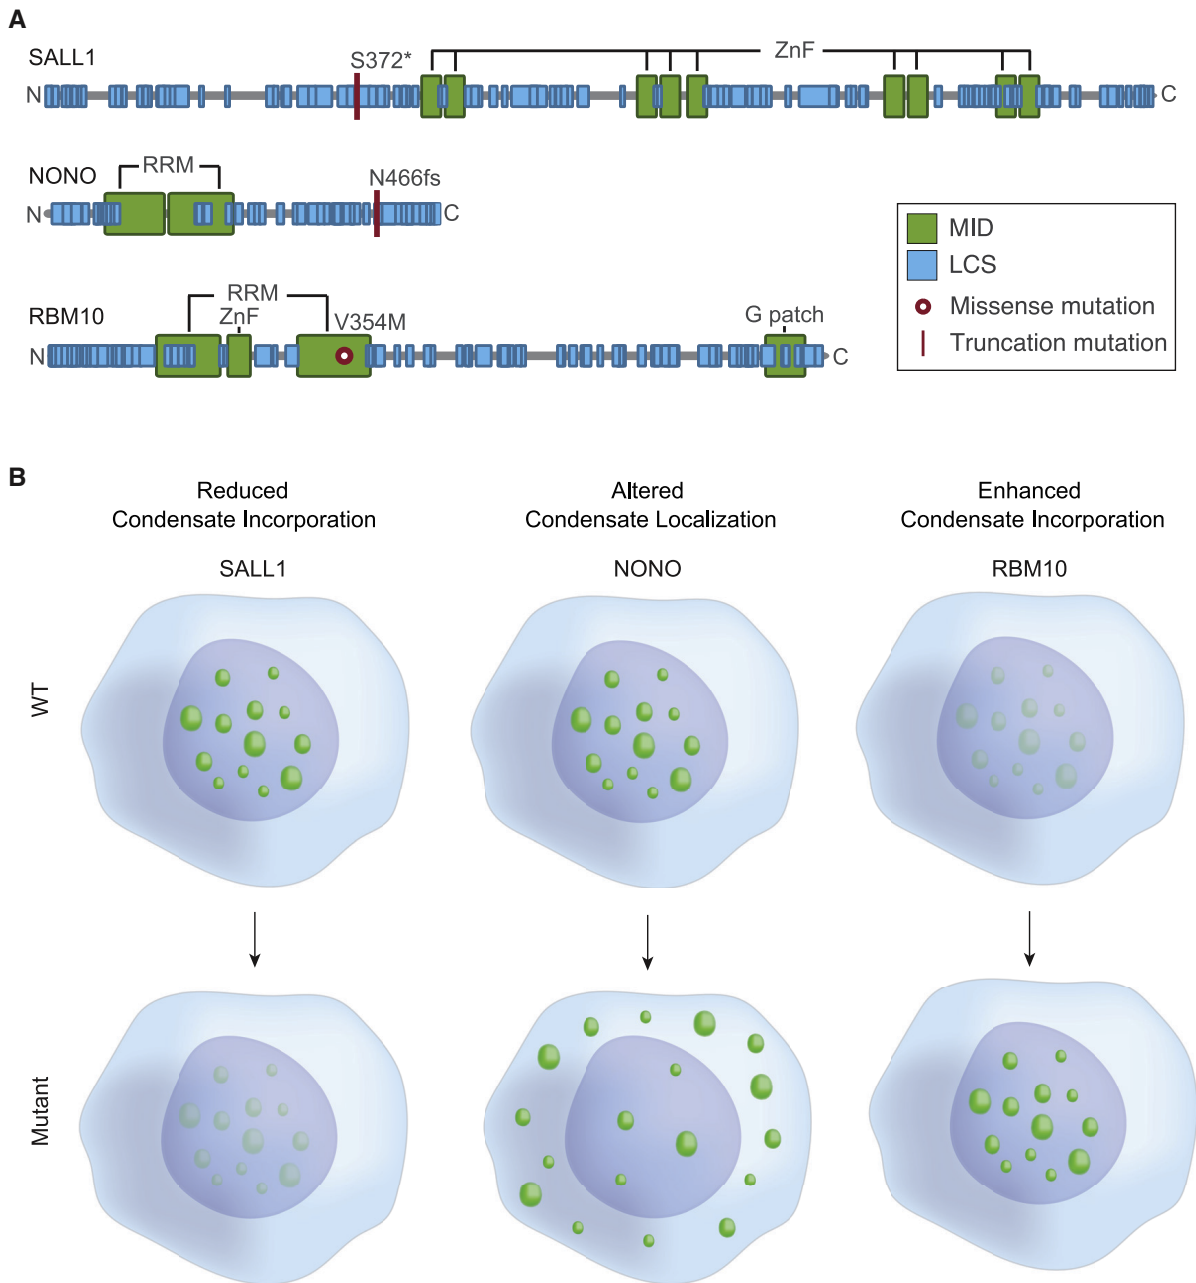 A
SALL1
S372*
ZnF
N
C
NONO
RRM
N466fs
N
C
MID
LCS
Missense mutation
Truncation mutation
RBM10
RRM
ZnF
V354M
G patch
N
C
B
Reduced
Condensate Incorporation
SALL1
Altered
Condensate Localization
NONO
Enhanced
Condensate Incorporation
RBM10
WT
Mutant